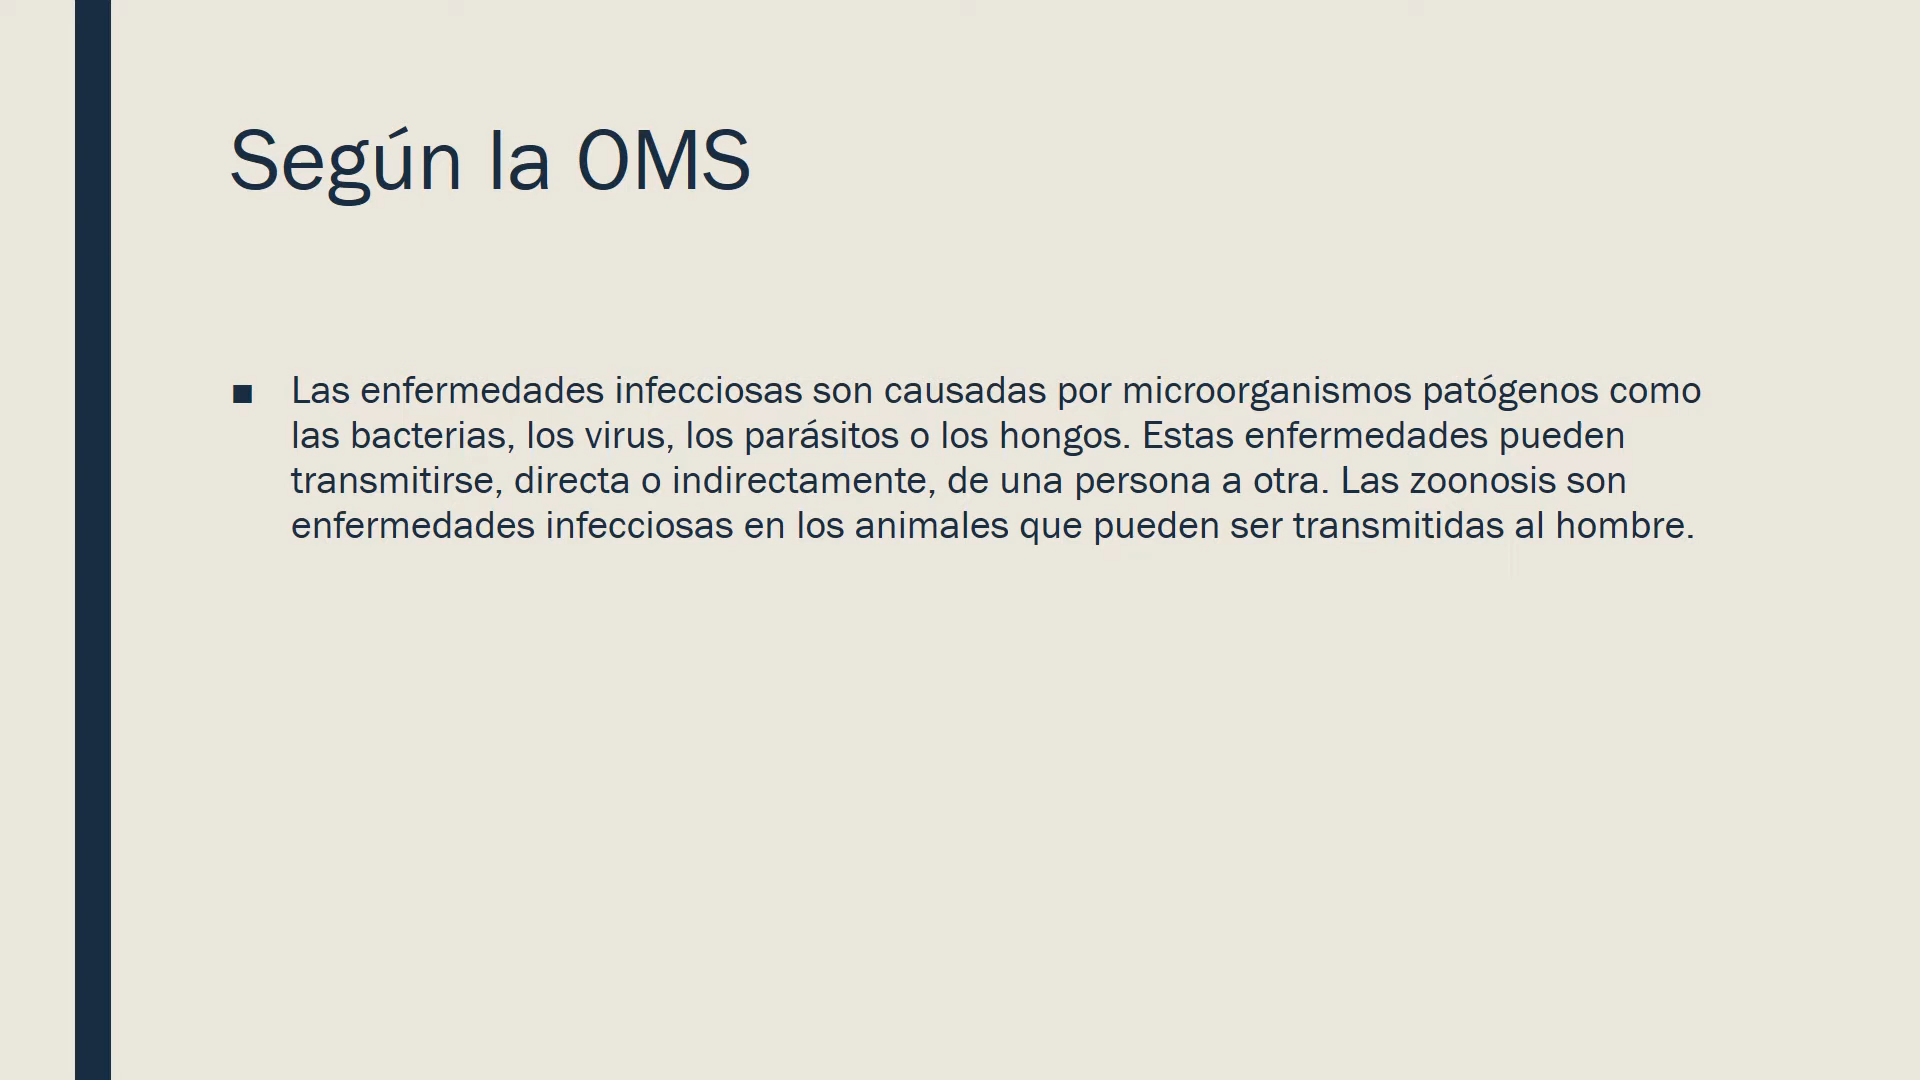 Según la OMS
■ Las enfermedades infecciosas son causadas por microorganismos patógenos como
las bacterias, los virus, los parásitos o los hongos. Estas enfermedades pueden
transmitirse, directa o indirectamente, de una persona a otra. Las zoonosis son
enfermedades infecciosas en los animales que pueden ser transmitidas al hombre.